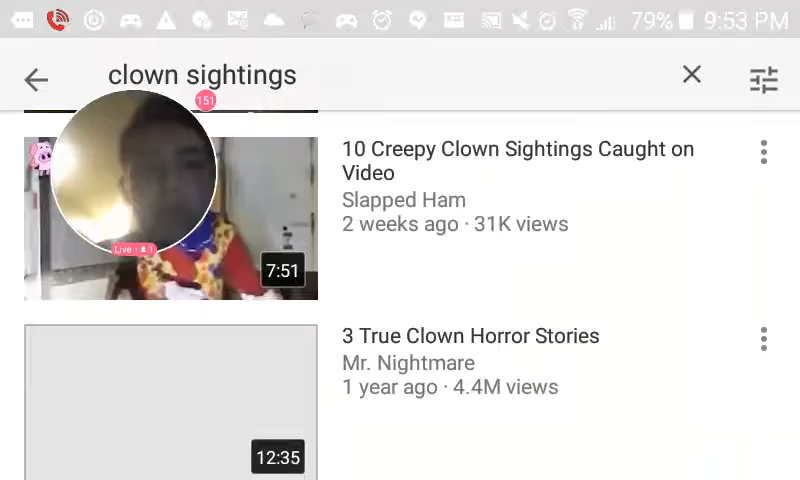 79% 9:53 PM
clown sightings
151
10 Creepy Clown Sightings Caught on
Video
Slapped Ham
2 weeks ago · 31K views
Live · 1
7:51
3 True Clown Horror Stories
Mr. Nightmare
1 year ago · 4.4M views
12:35